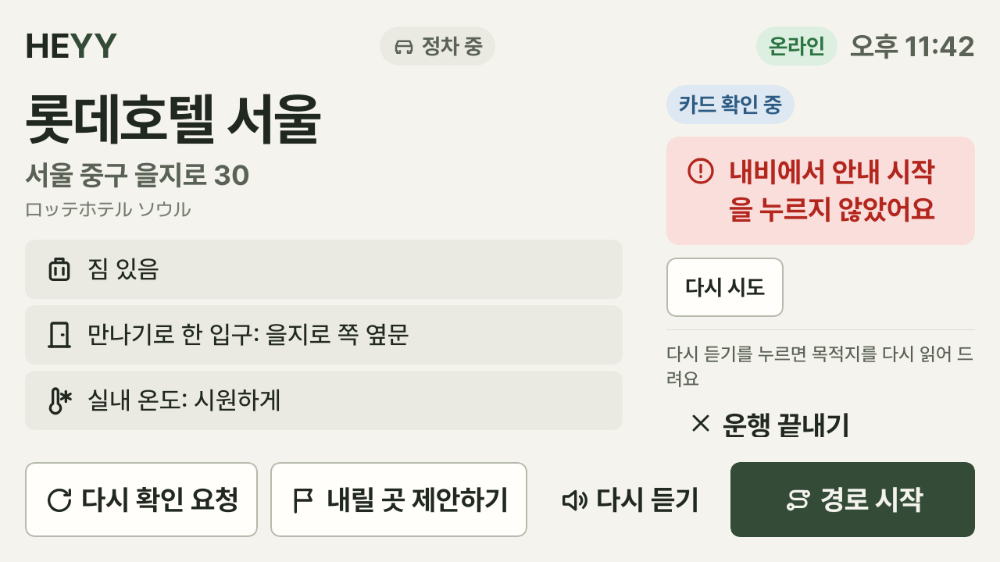 HEYY
정차 중
온라인
오후 11:42
롯데호텔 서울
서울 중구 을지로 30
ロッテホテル ソウル
짐 있음
만나기로 한 입구: 을지로 쪽 옆문
실내 온도: 시원하게
카드 확인 중
내비에서 안내 시작
을 누르지 않았어요
다시 시도
다시 듣기를 누르면 목적지를 다시 읽어 드
려요
운행 끝내기
다시 확인 요청
내릴 곳 제안하기
다시 듣기
경로 시작